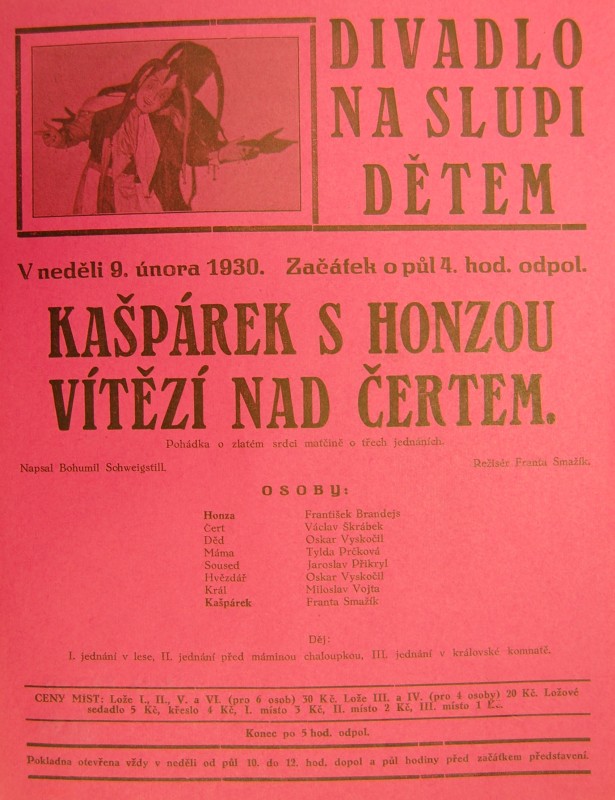 DIVADLO
NA SLUPI
DĚTEM
V neděli 9. února 1930. Začátek o půl 4. hod. odpol.
KAŠPÁREK S HONZOU
VÍTĚZÍ NAD ČERTEM.
Pohádka o zlatém srdci matčině o třech jednáních.
Napsal Bohumil Schweigstill. Režisér Franta Smažík.
OSOBY:
Honza František Brandejs
Čert Václav Škrábek
Děd Oskar Vyskočil
Máma Tylda Prčková
Soused Jaroslav Přikryl
Hvězdář Oskar Vyskočil
Král Miloslav Vojta
Kašpárek Franta Smažík
Děj:
I. jednání v lese, II. jednání před máminou chaloupkou, III. jednání v královské komnatě.
CENY MÍST: Lože I., II., V. a VI. (pro 6 osob) 30 Kč. Lože III. a IV. (pro 4 osoby) 20 Kč. Ložové
sedadlo 5 Kč, křeslo 4 Kč, I. místo 3 Kč, II. místo 2 Kč, III. místo 1
Konec po 5 hod. odpol.
Pokladna otevřena vždy v neděli od půl 10. do 12. hod. dopol a půl hodiny před začátkem představení.